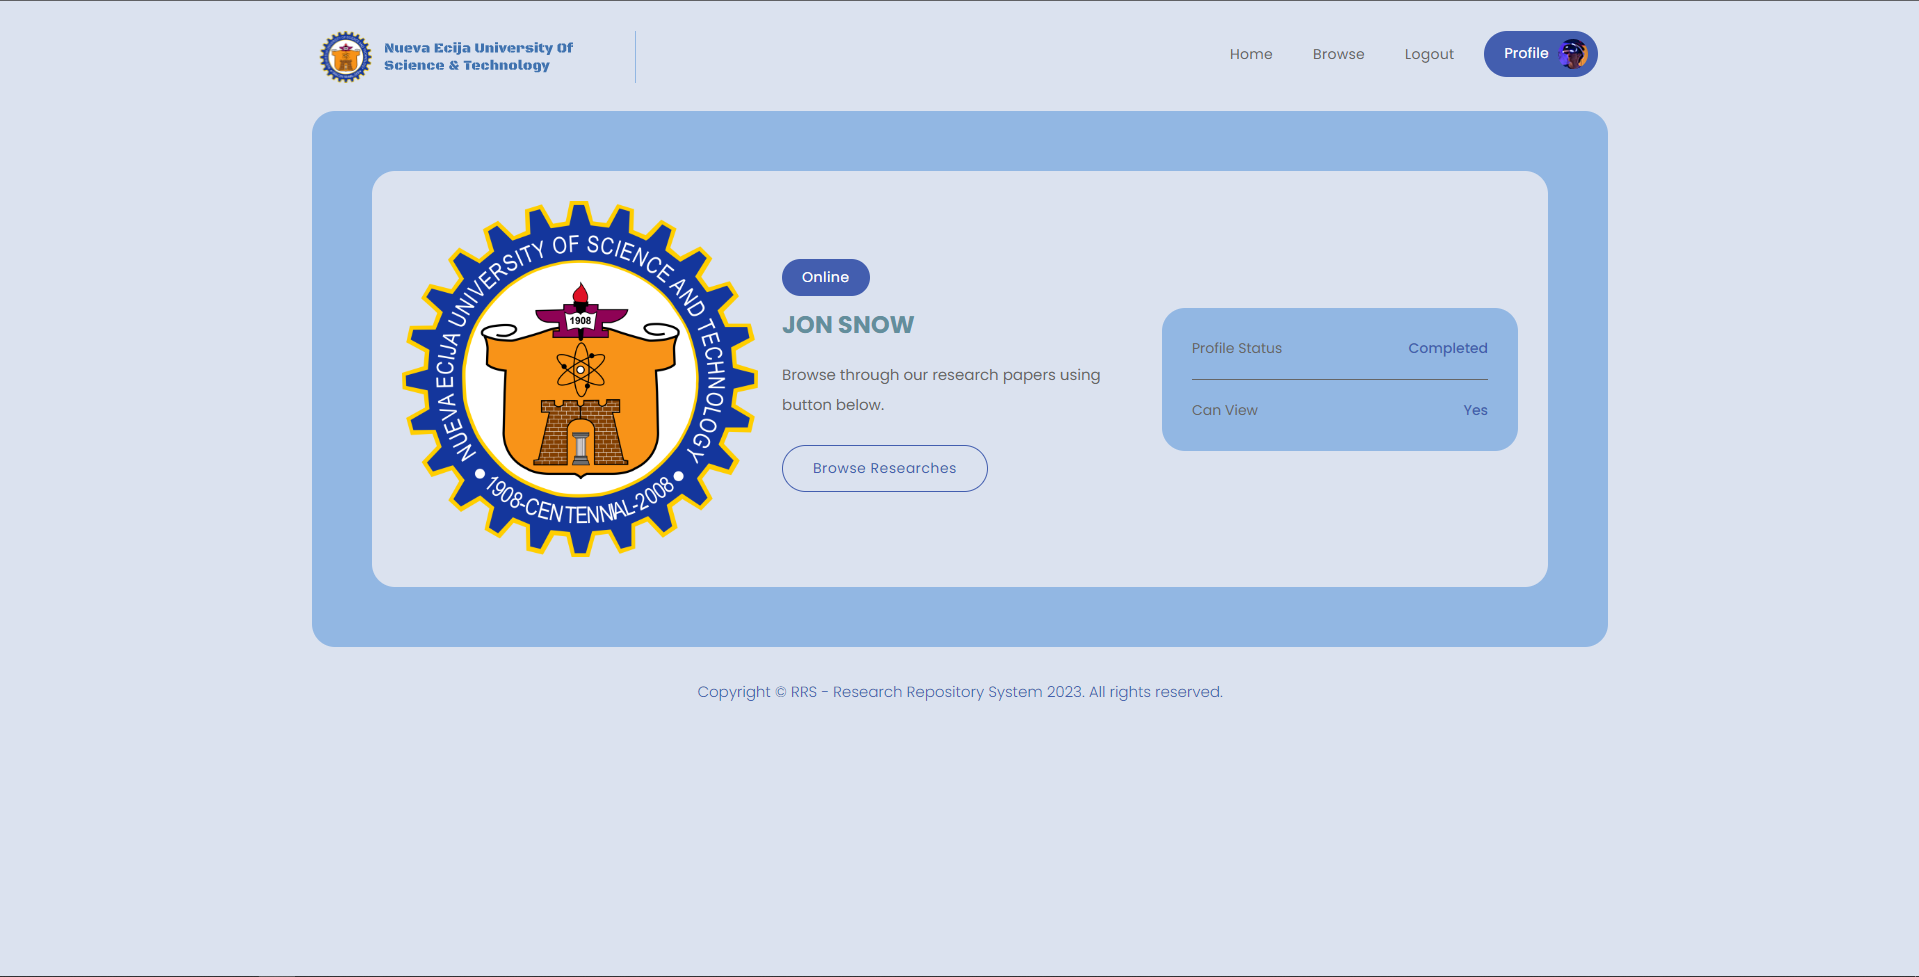 Nueva Ecija University Of
Science & Technology
Home
Browse
Logout
Profile
NUEVA ECIJA UNIVERSITY OF SCIENCE AND TECHNOLOGY
1908
1908-CENTENNIAL-2008
Online
JON SNOW
Browse through our research papers using
button below.
Browse Researches
Profile Status
Completed
Can View
Yes
Copyright © RRS - Research Repository System 2023. All rights reserved.